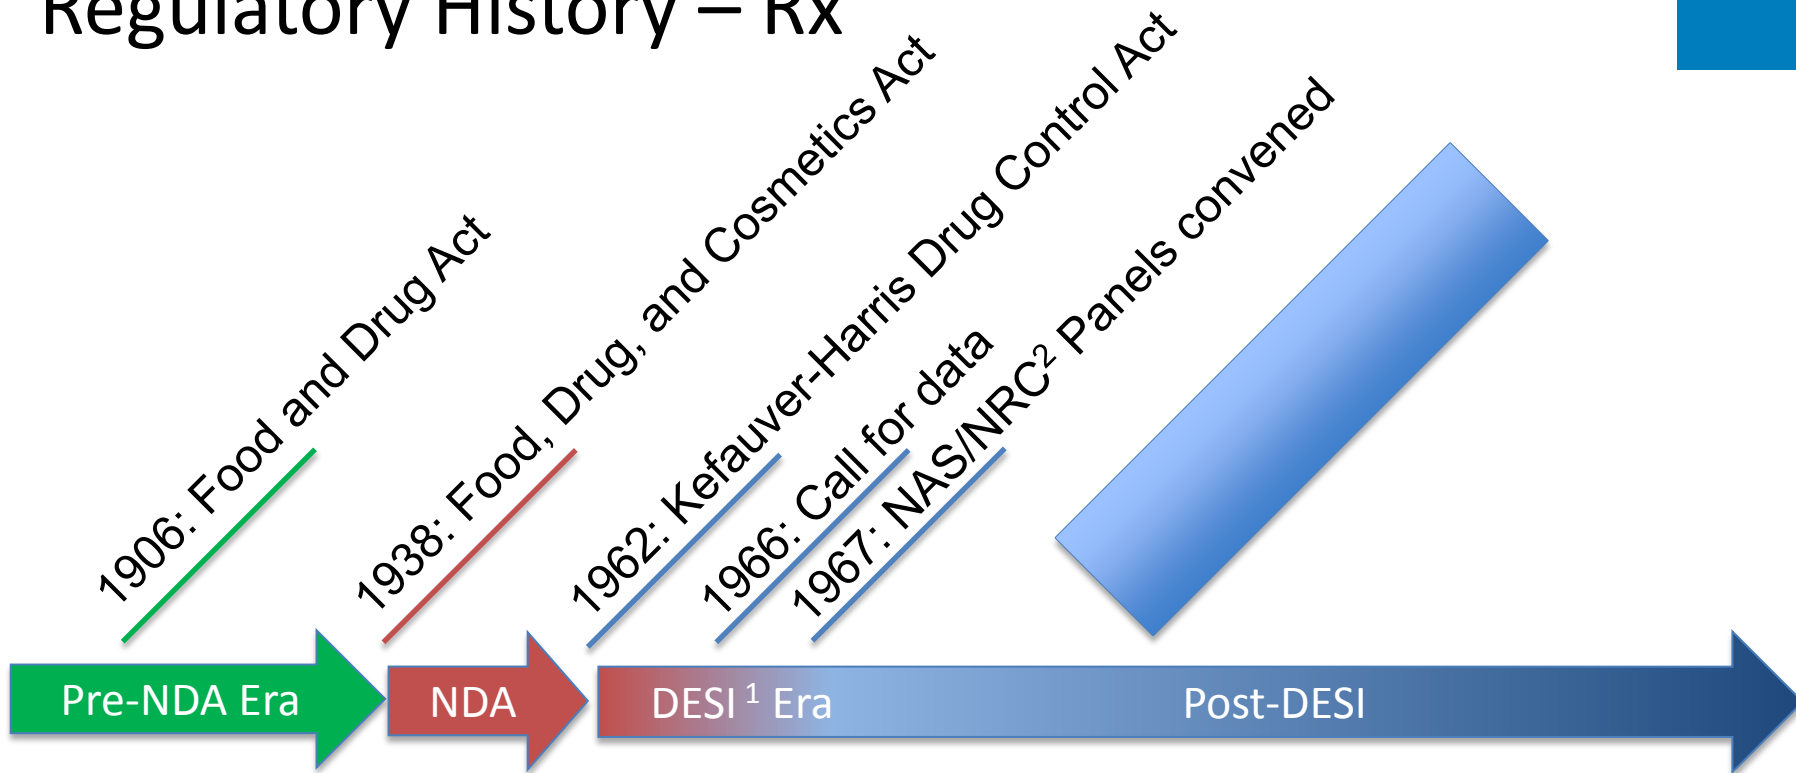 Regulatory History – Rx
1906: Food and Drug Act
1938: Food, Drug, and Cosmetics Act
1962: Kefauver-Harris Drug Control Act
1966: Call for data
1967: NAS/NRC² Panels convened
Pre-NDA Era
NDA
DESI ¹ Era
Post-DESI